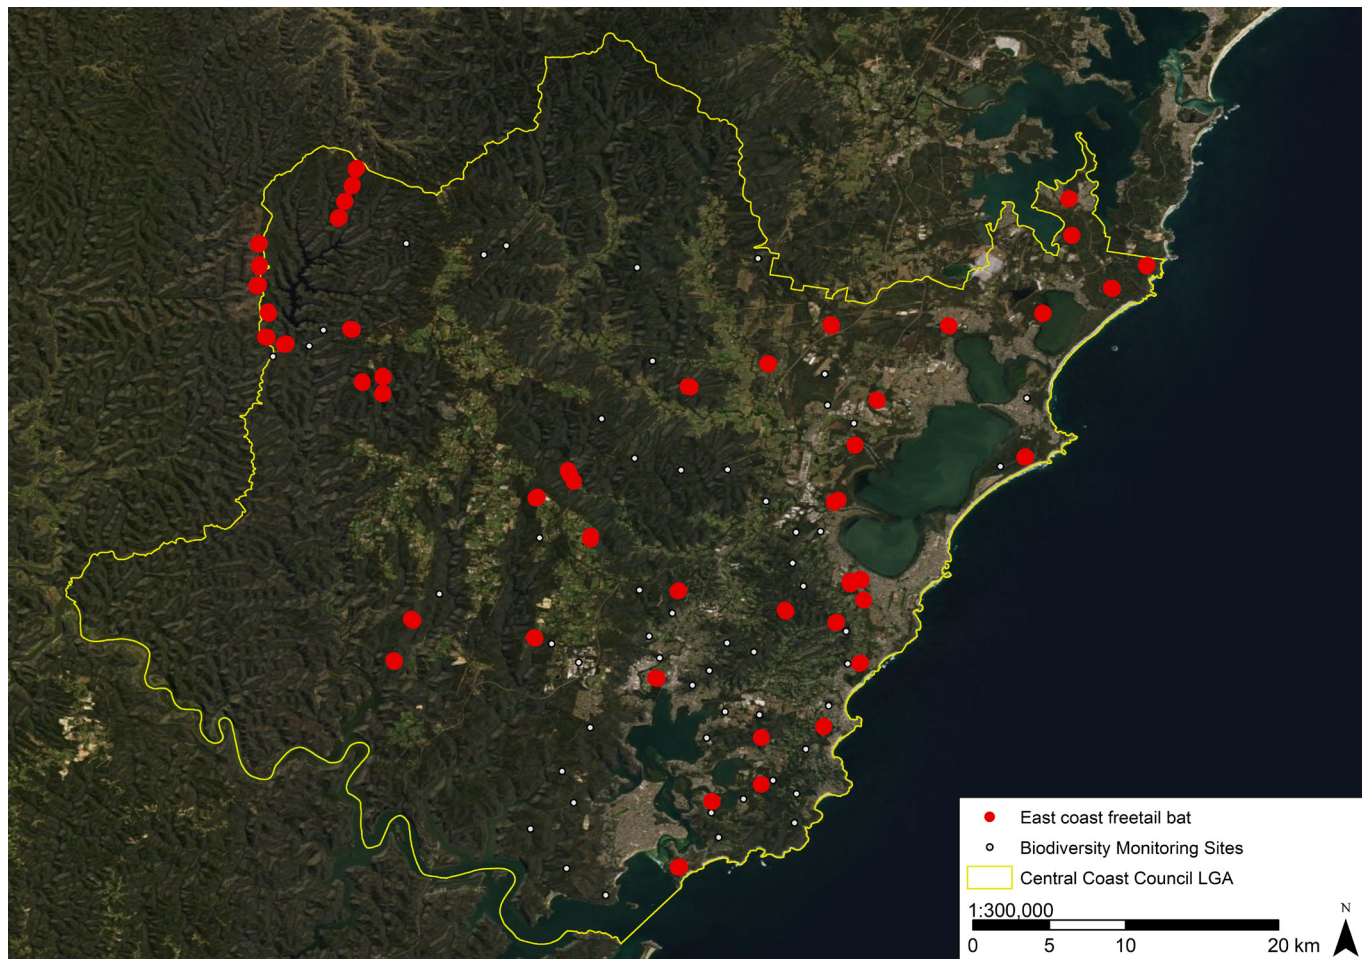 East coast freetail bat
Biodiversity Monitoring Sites
Central Coast Council LGA
1:300,000
N
0 5 10 20 km